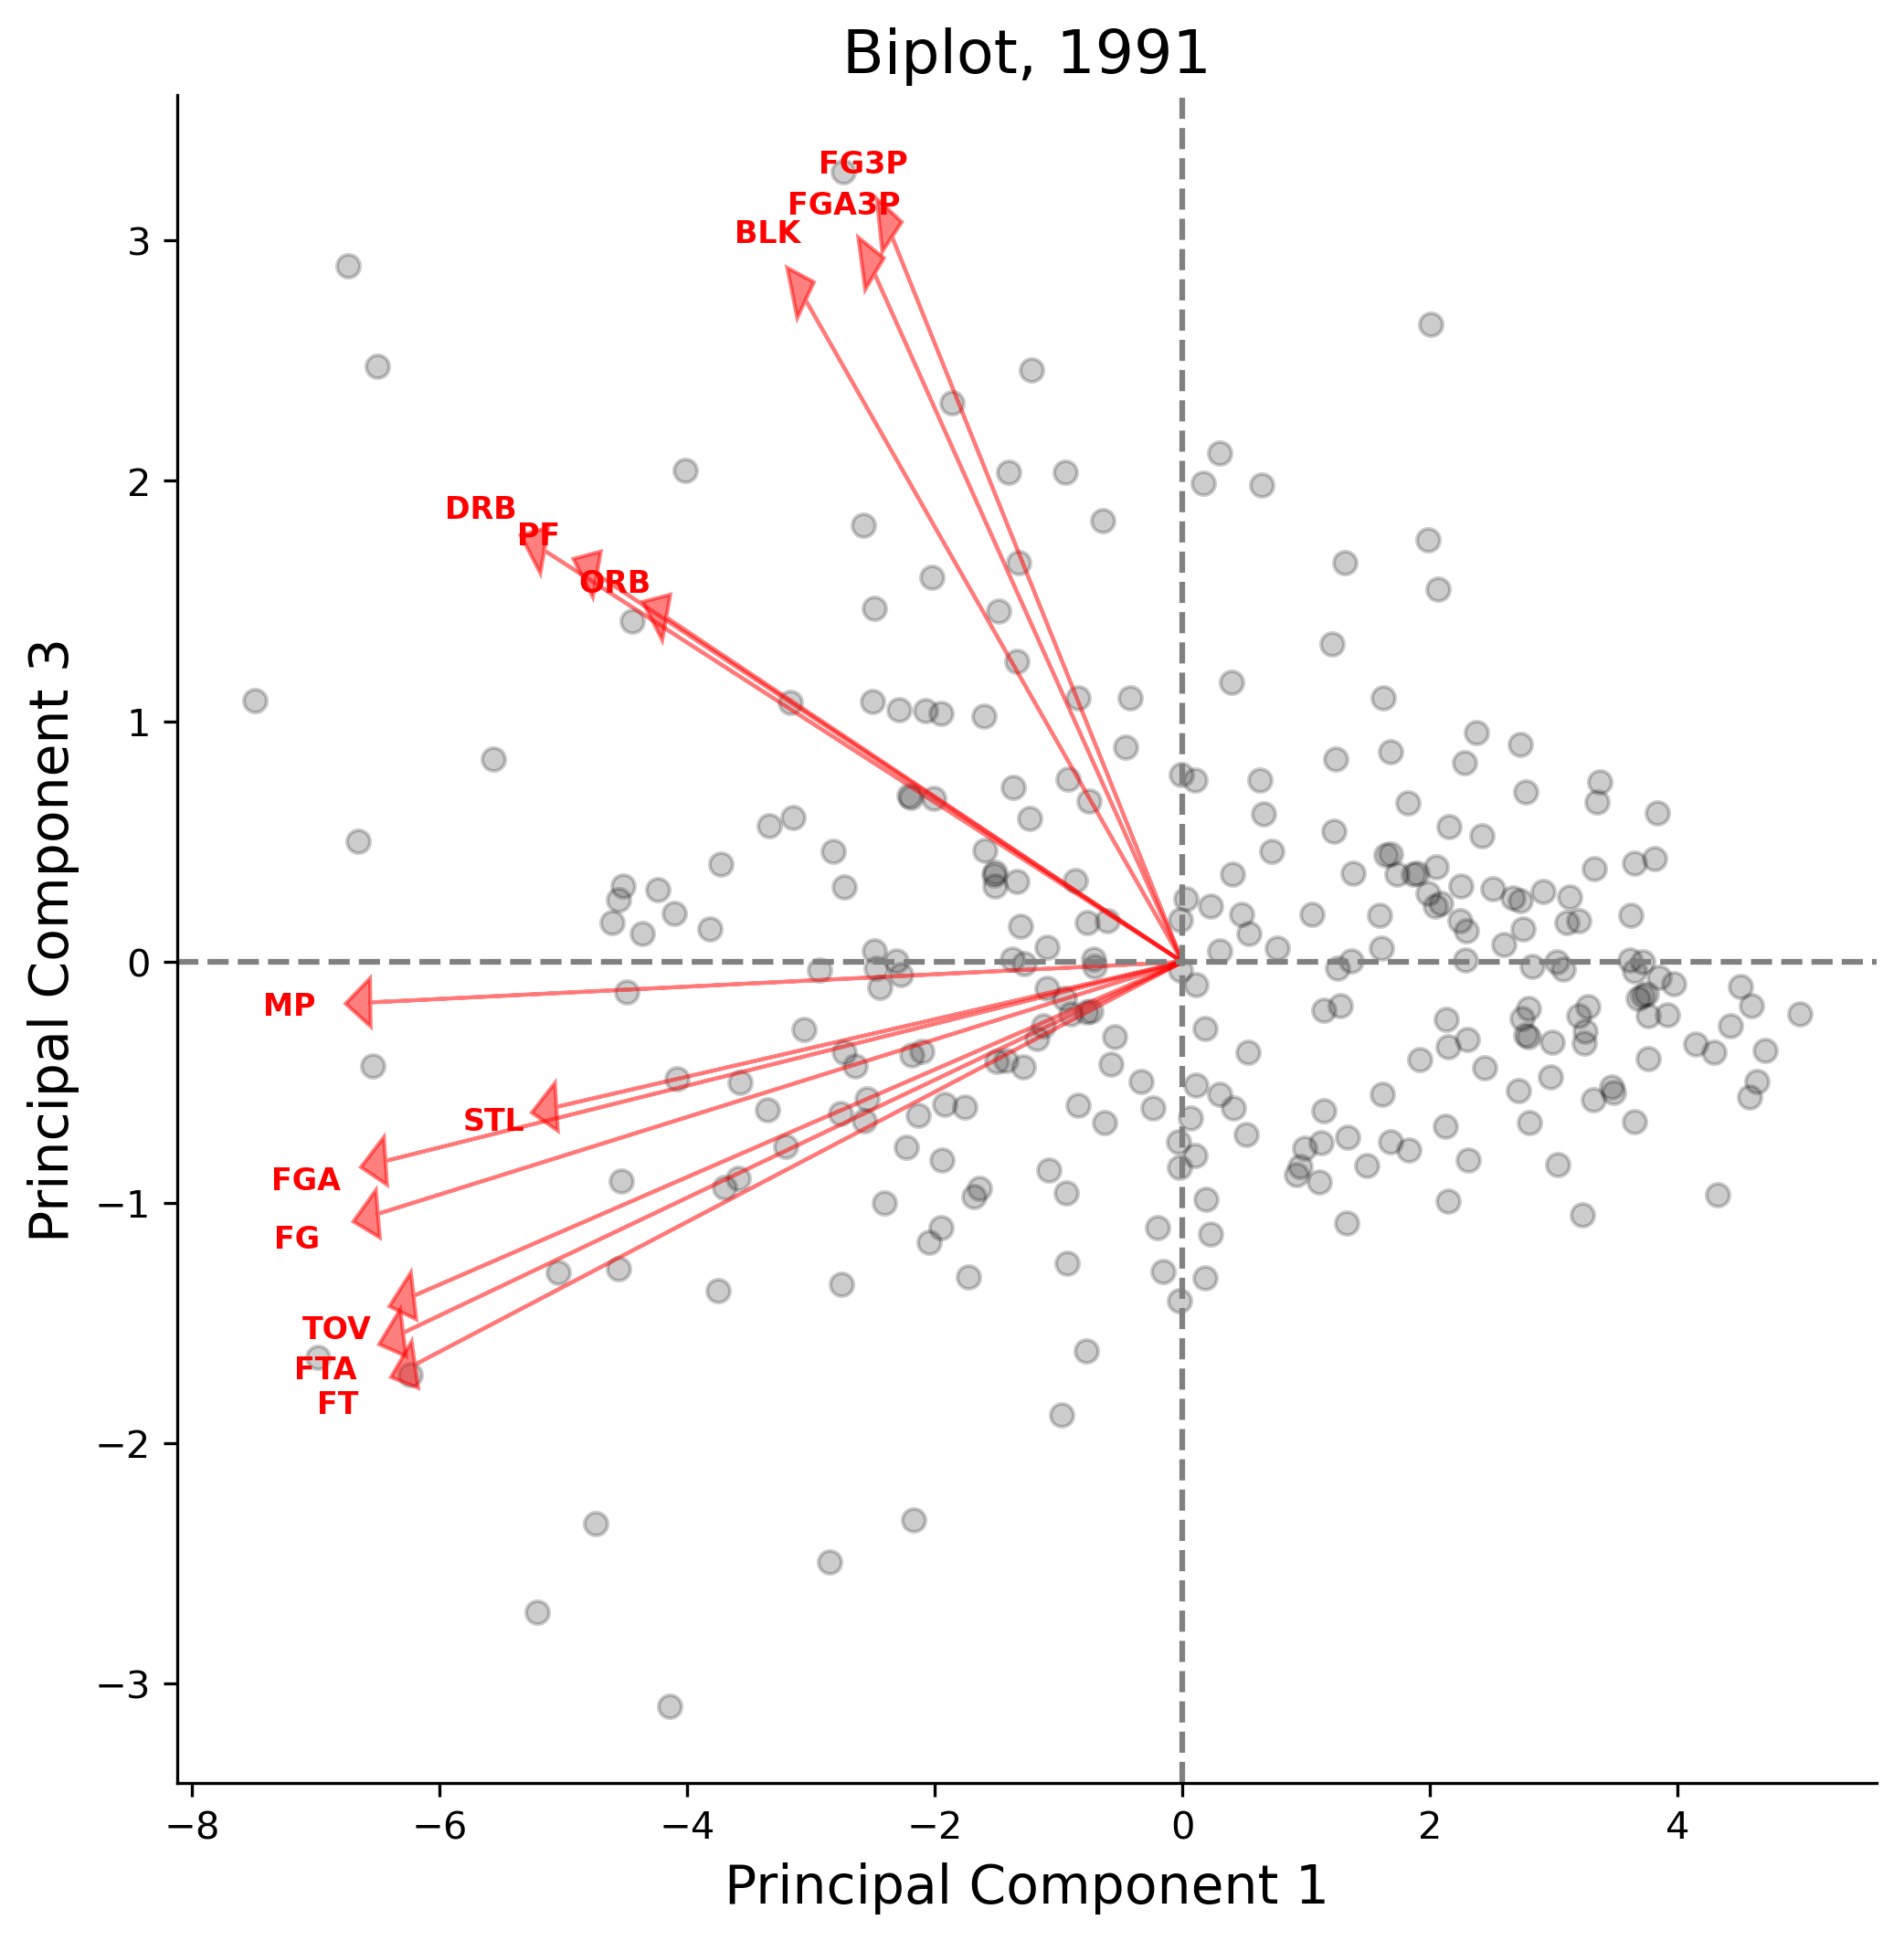 Biplot, 1991
FG3P
FGA3P
BLK
DRB
PF
ORB
MP
STL
FGA
FG
TOV
FTA
FT
3
2
1
0
−1
−2
−3
Principal Component 3
−8 −6 −4 −2 0 2 4
Principal Component 1